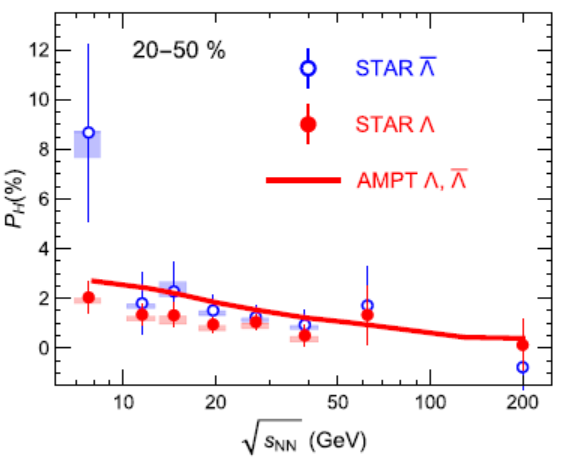 20–50 %
STAR Λ̅
STAR Λ
AMPT Λ, Λ̅
P_H(%)
12
10
8
6
4
2
0
10 20 50 100 200
√s_NN (GeV)